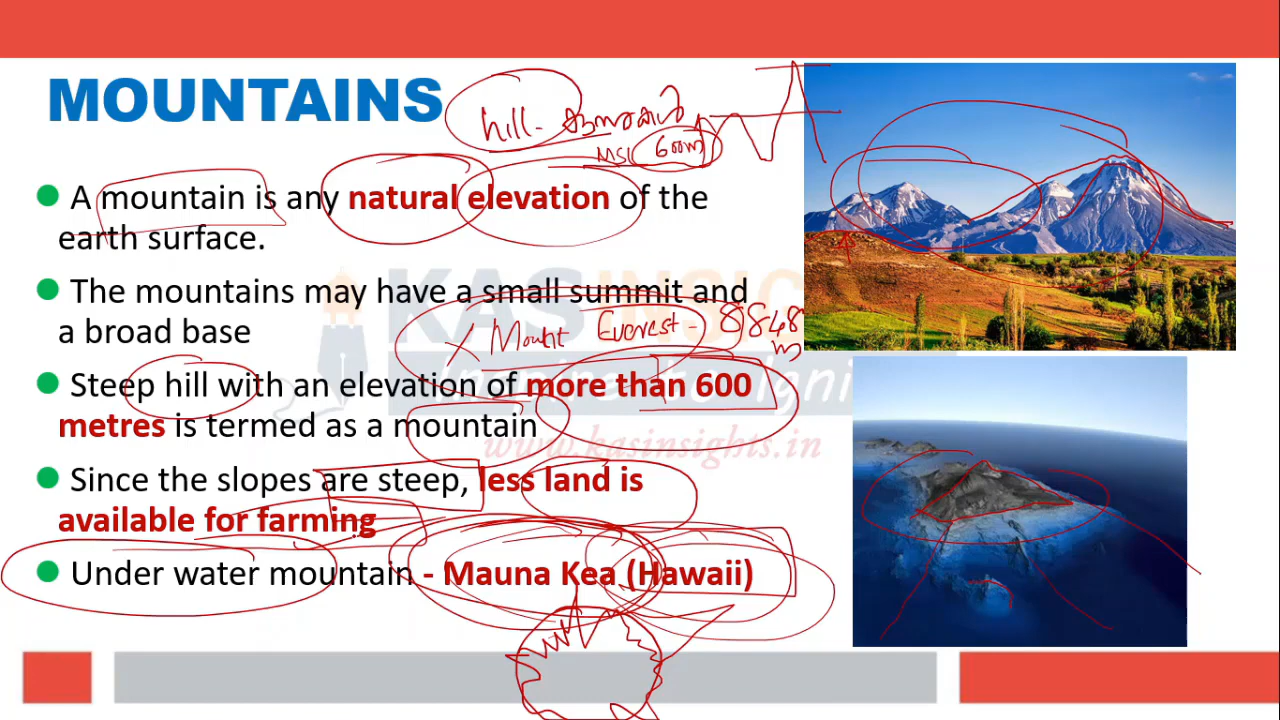 MOUNTAINS
hill - കുന്നുകൾ
MSL 600m
A mountain is any natural elevation of the
earth surface.
The mountains may have a small summit and
a broad base
X Mount Everest - 8848
m
Steep hill with an elevation of more than 600
metres is termed as a mountain
Since the slopes are steep, less land is
available for farming
Under water mountain - Mauna Kea (Hawaii)
KAS INSIG
www.kasinsights.in